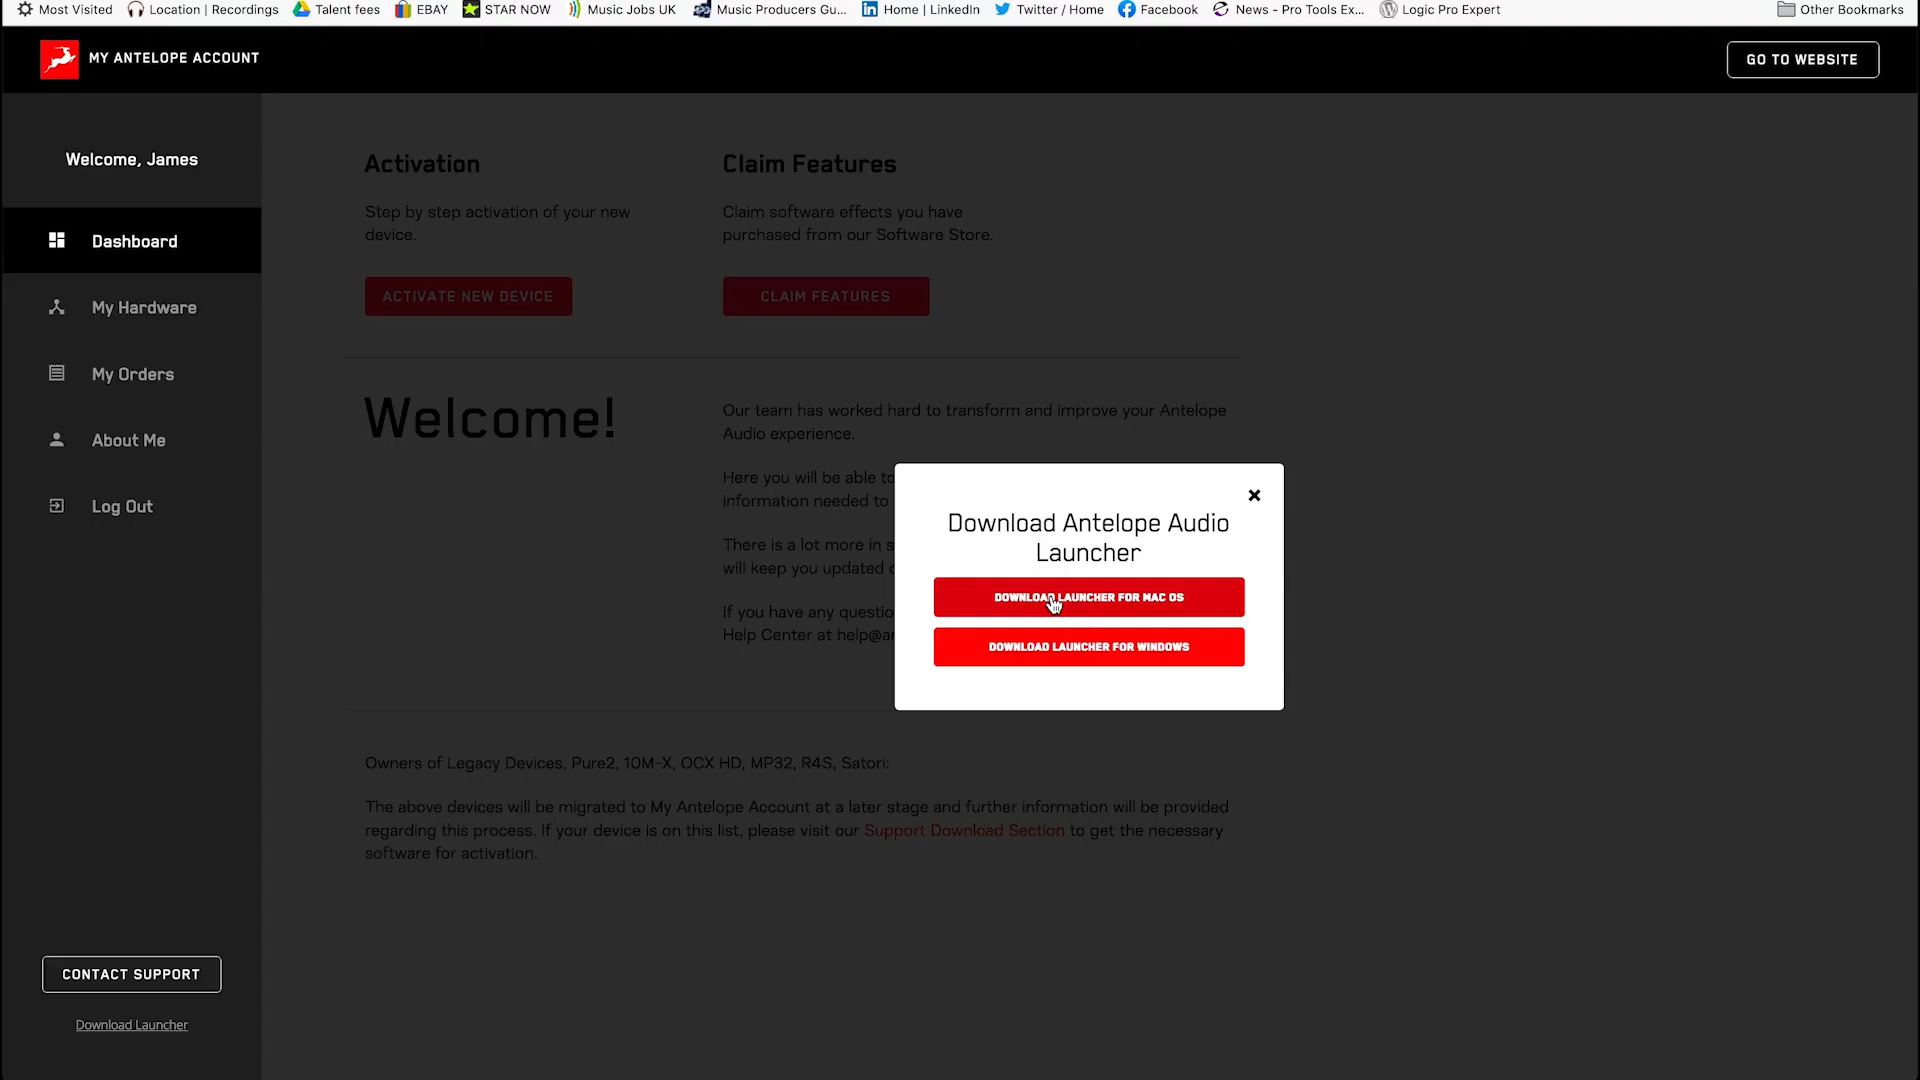 Most Visited
Location | Recordings
Talent fees
EBAY
STAR NOW
Music Jobs UK
Music Producers Gu...
Home | LinkedIn
Twitter / Home
Facebook
News - Pro Tools Ex...
Logic Pro Expert
Other Bookmarks
MY ANTELOPE ACCOUNT
GO TO WEBSITE
Welcome, James
Dashboard
My Hardware
My Orders
About Me
Log Out
CONTACT SUPPORT
Download Launcher
Activation
Step by step activation of your new
device.
ACTIVATE NEW DEVICE
Claim Features
Claim software effects you have
purchased from our Software Store.
CLAIM FEATURES
Welcome!
Our team has worked hard to transform and improve your Antelope
Audio experience.
Here you will be able to
information needed to
There is a lot more in s
will keep you updated
If you have any questio
Help Center at help@a
Download Antelope Audio
Launcher
DOWNLOAD LAUNCHER FOR MAC OS
DOWNLOAD LAUNCHER FOR WINDOWS
Owners of Legacy Devices, Pure2, 10M-X, OCX HD, MP32, R4S, Satori:
The above devices will be migrated to My Antelope Account at a later stage and further information will be provided
regarding this process. If your device is on this list, please visit our Support Download Section to get the necessary
software for activation.